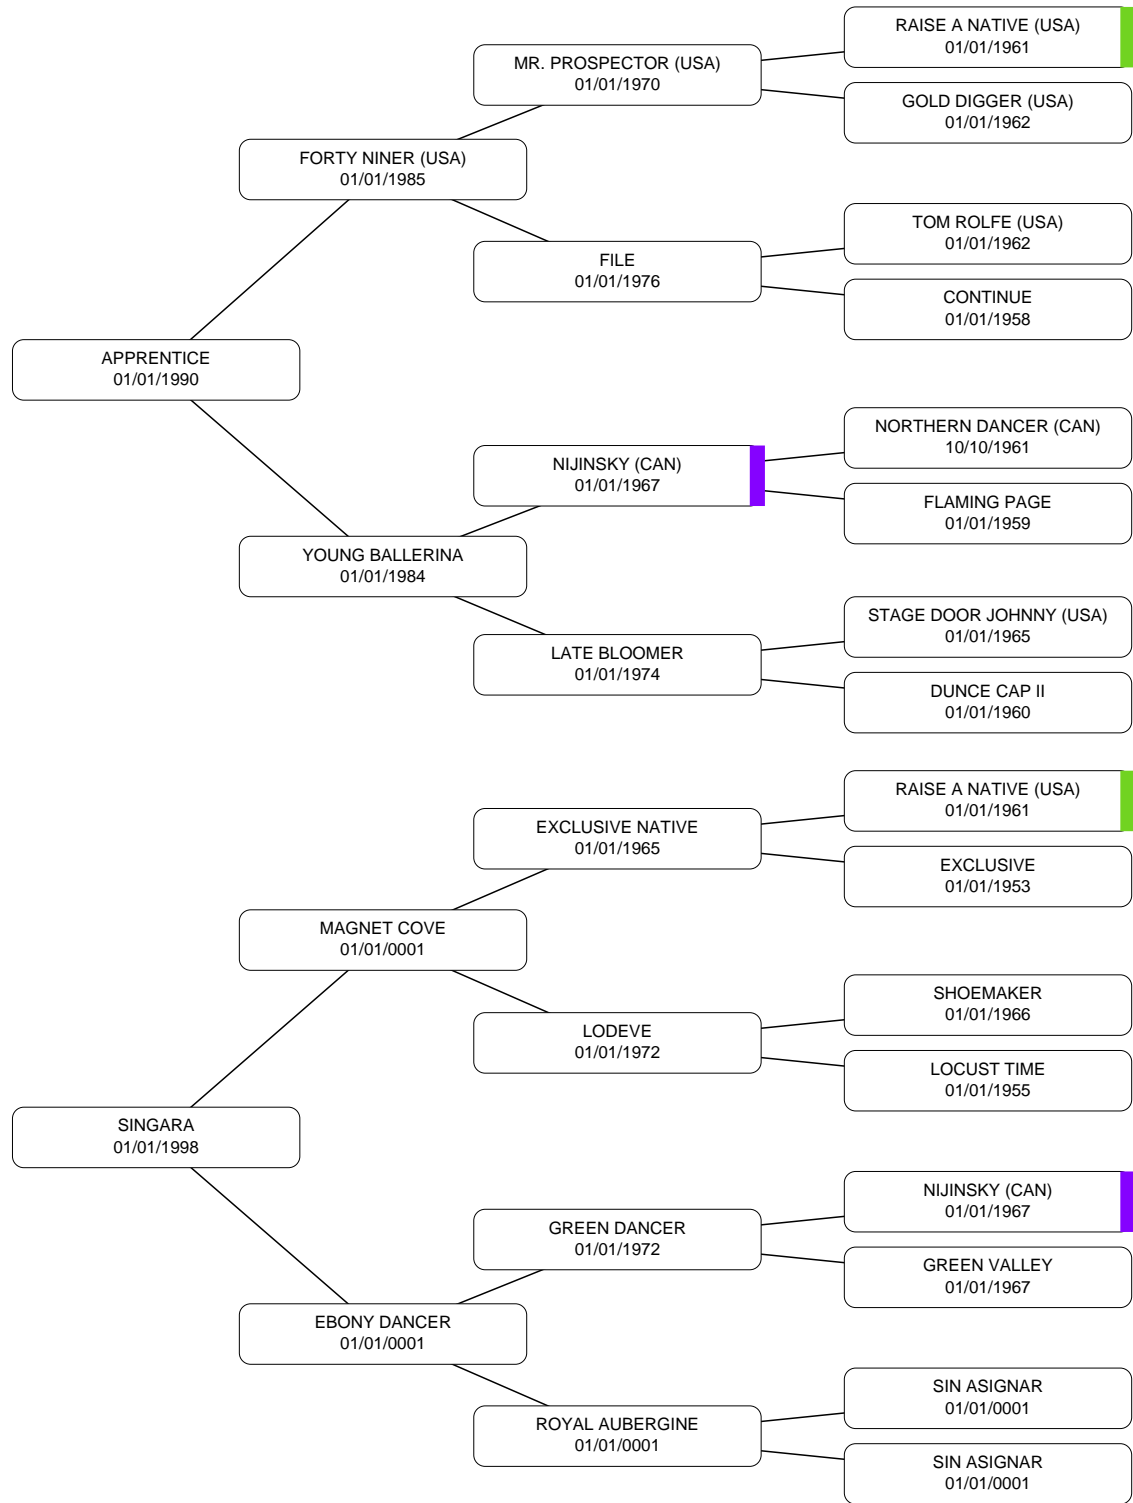 RAISE A NATIVE (USA)
01/01/1961
MR. PROSPECTOR (USA)
01/01/1970
GOLD DIGGER (USA)
01/01/1962
FORTY NINER (USA)
01/01/1985
TOM ROLFE (USA)
01/01/1962
FILE
01/01/1976
CONTINUE
01/01/1958
APPRENTICE
01/01/1990
NORTHERN DANCER (CAN)
10/10/1961
NIJINSKY (CAN)
01/01/1967
FLAMING PAGE
01/01/1959
YOUNG BALLERINA
01/01/1984
STAGE DOOR JOHNNY (USA)
01/01/1965
LATE BLOOMER
01/01/1974
DUNCE CAP II
01/01/1960
RAISE A NATIVE (USA)
01/01/1961
EXCLUSIVE NATIVE
01/01/1965
EXCLUSIVE
01/01/1953
MAGNET COVE
01/01/0001
SHOEMAKER
01/01/1966
LODEVE
01/01/1972
LOCUST TIME
01/01/1955
SINGARA
01/01/1998
NIJINSKY (CAN)
01/01/1967
GREEN DANCER
01/01/1972
GREEN VALLEY
01/01/1967
EBONY DANCER
01/01/0001
SIN ASIGNAR
01/01/0001
ROYAL AUBERGINE
01/01/0001
SIN ASIGNAR
01/01/0001